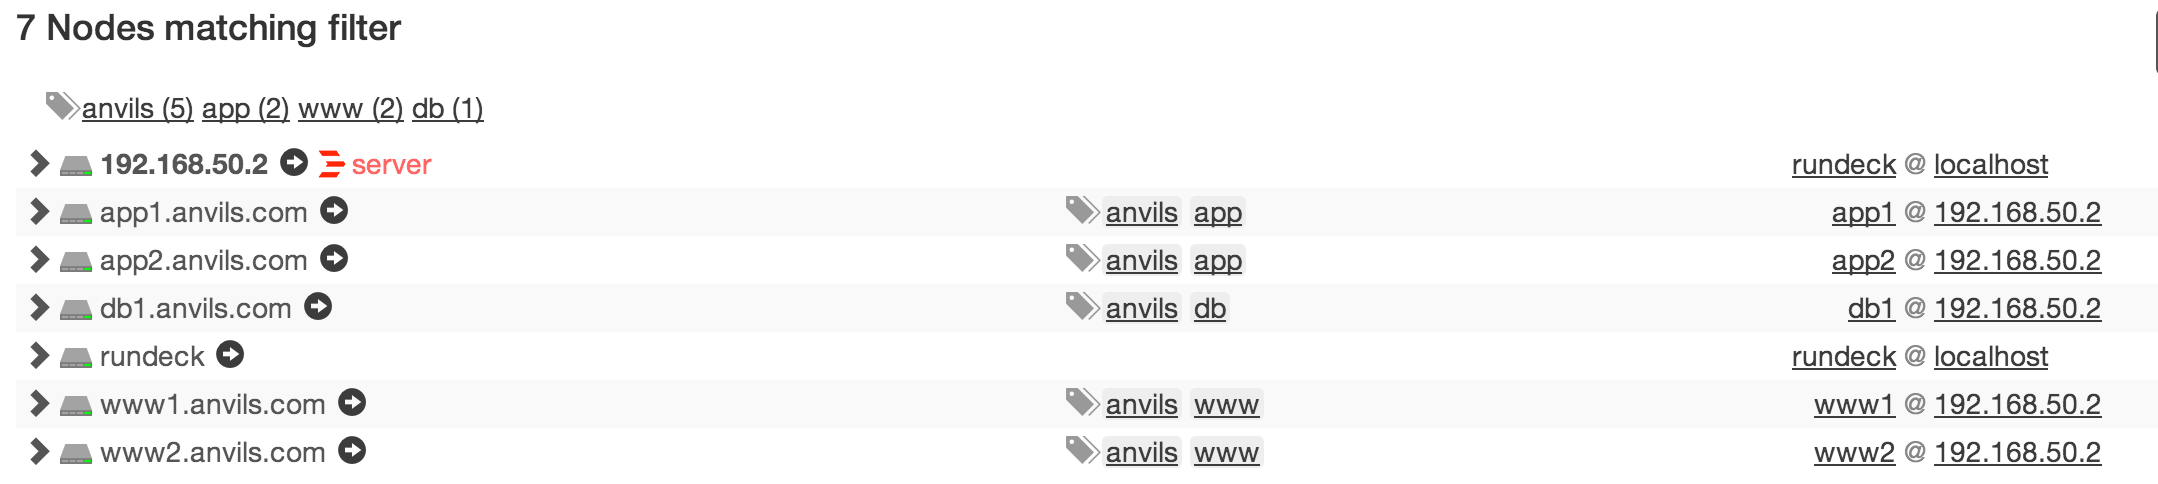 7 Nodes matching filter
anvils (5) app (2) www (2) db (1)
192.168.50.2 server rundeck @ localhost
app1.anvils.com anvils app app1 @ 192.168.50.2
app2.anvils.com anvils app app2 @ 192.168.50.2
db1.anvils.com anvils db db1 @ 192.168.50.2
rundeck rundeck @ localhost
www1.anvils.com anvils www www1 @ 192.168.50.2
www2.anvils.com anvils www www2 @ 192.168.50.2